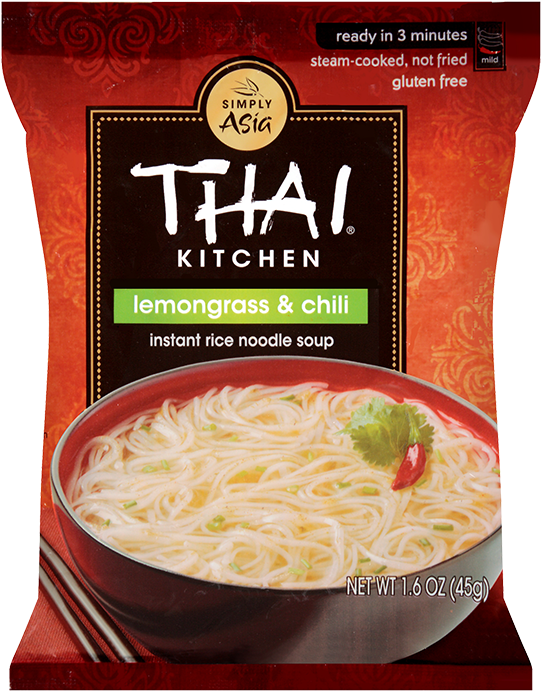 ready in 3 minutes
mild
steam-cooked, not fried
gluten free
SIMPLY
Asia
THAI®
KITCHEN
lemongrass & chili
instant rice noodle soup
NET WT 1.6 OZ (45g)